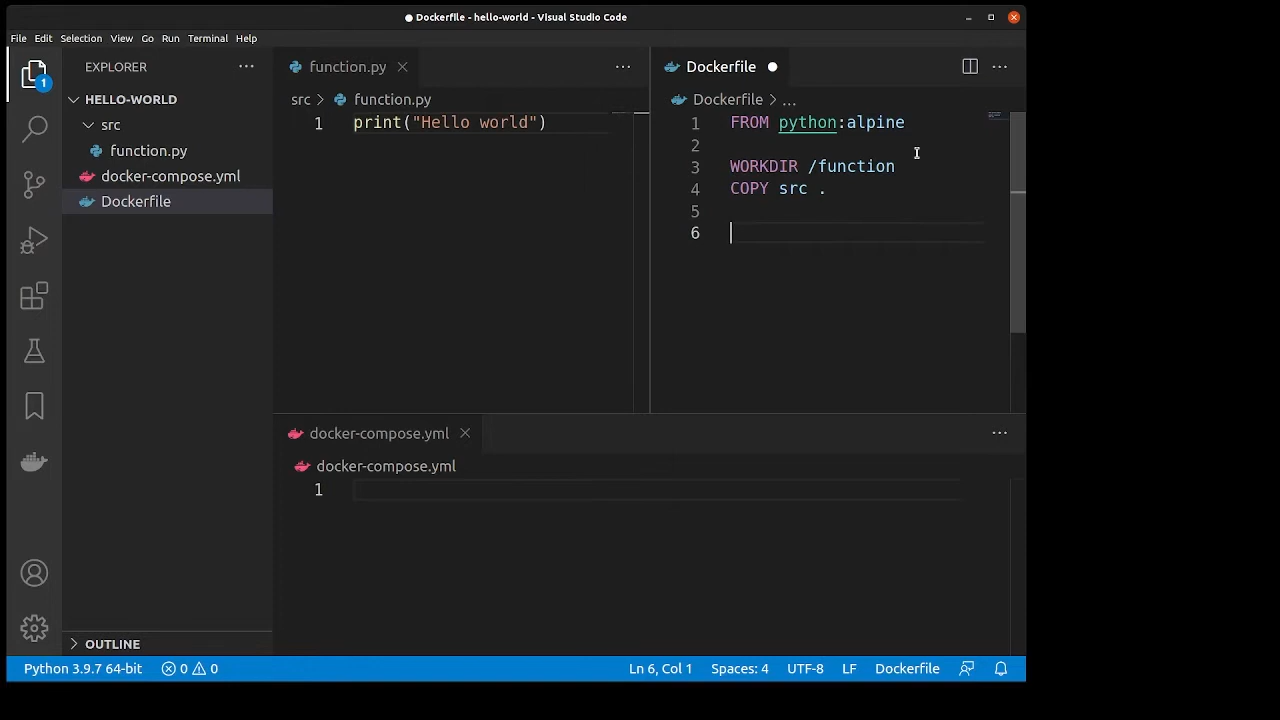 Dockerfile - hello-world - Visual Studio Code
File Edit Selection View Go Run Terminal Help
EXPLORER
HELLO-WORLD
src
function.py
docker-compose.yml
Dockerfile
1
function.py
src function.py
1 print("Hello world")
Dockerfile
Dockerfile ...
1 FROM python:alpine
2
3 WORKDIR /function
4 COPY src .
5
6
docker-compose.yml
docker-compose.yml
1
OUTLINE
Python 3.9.7 64-bit 0 0 Ln 6, Col 1 Spaces: 4 UTF-8 LF Dockerfile